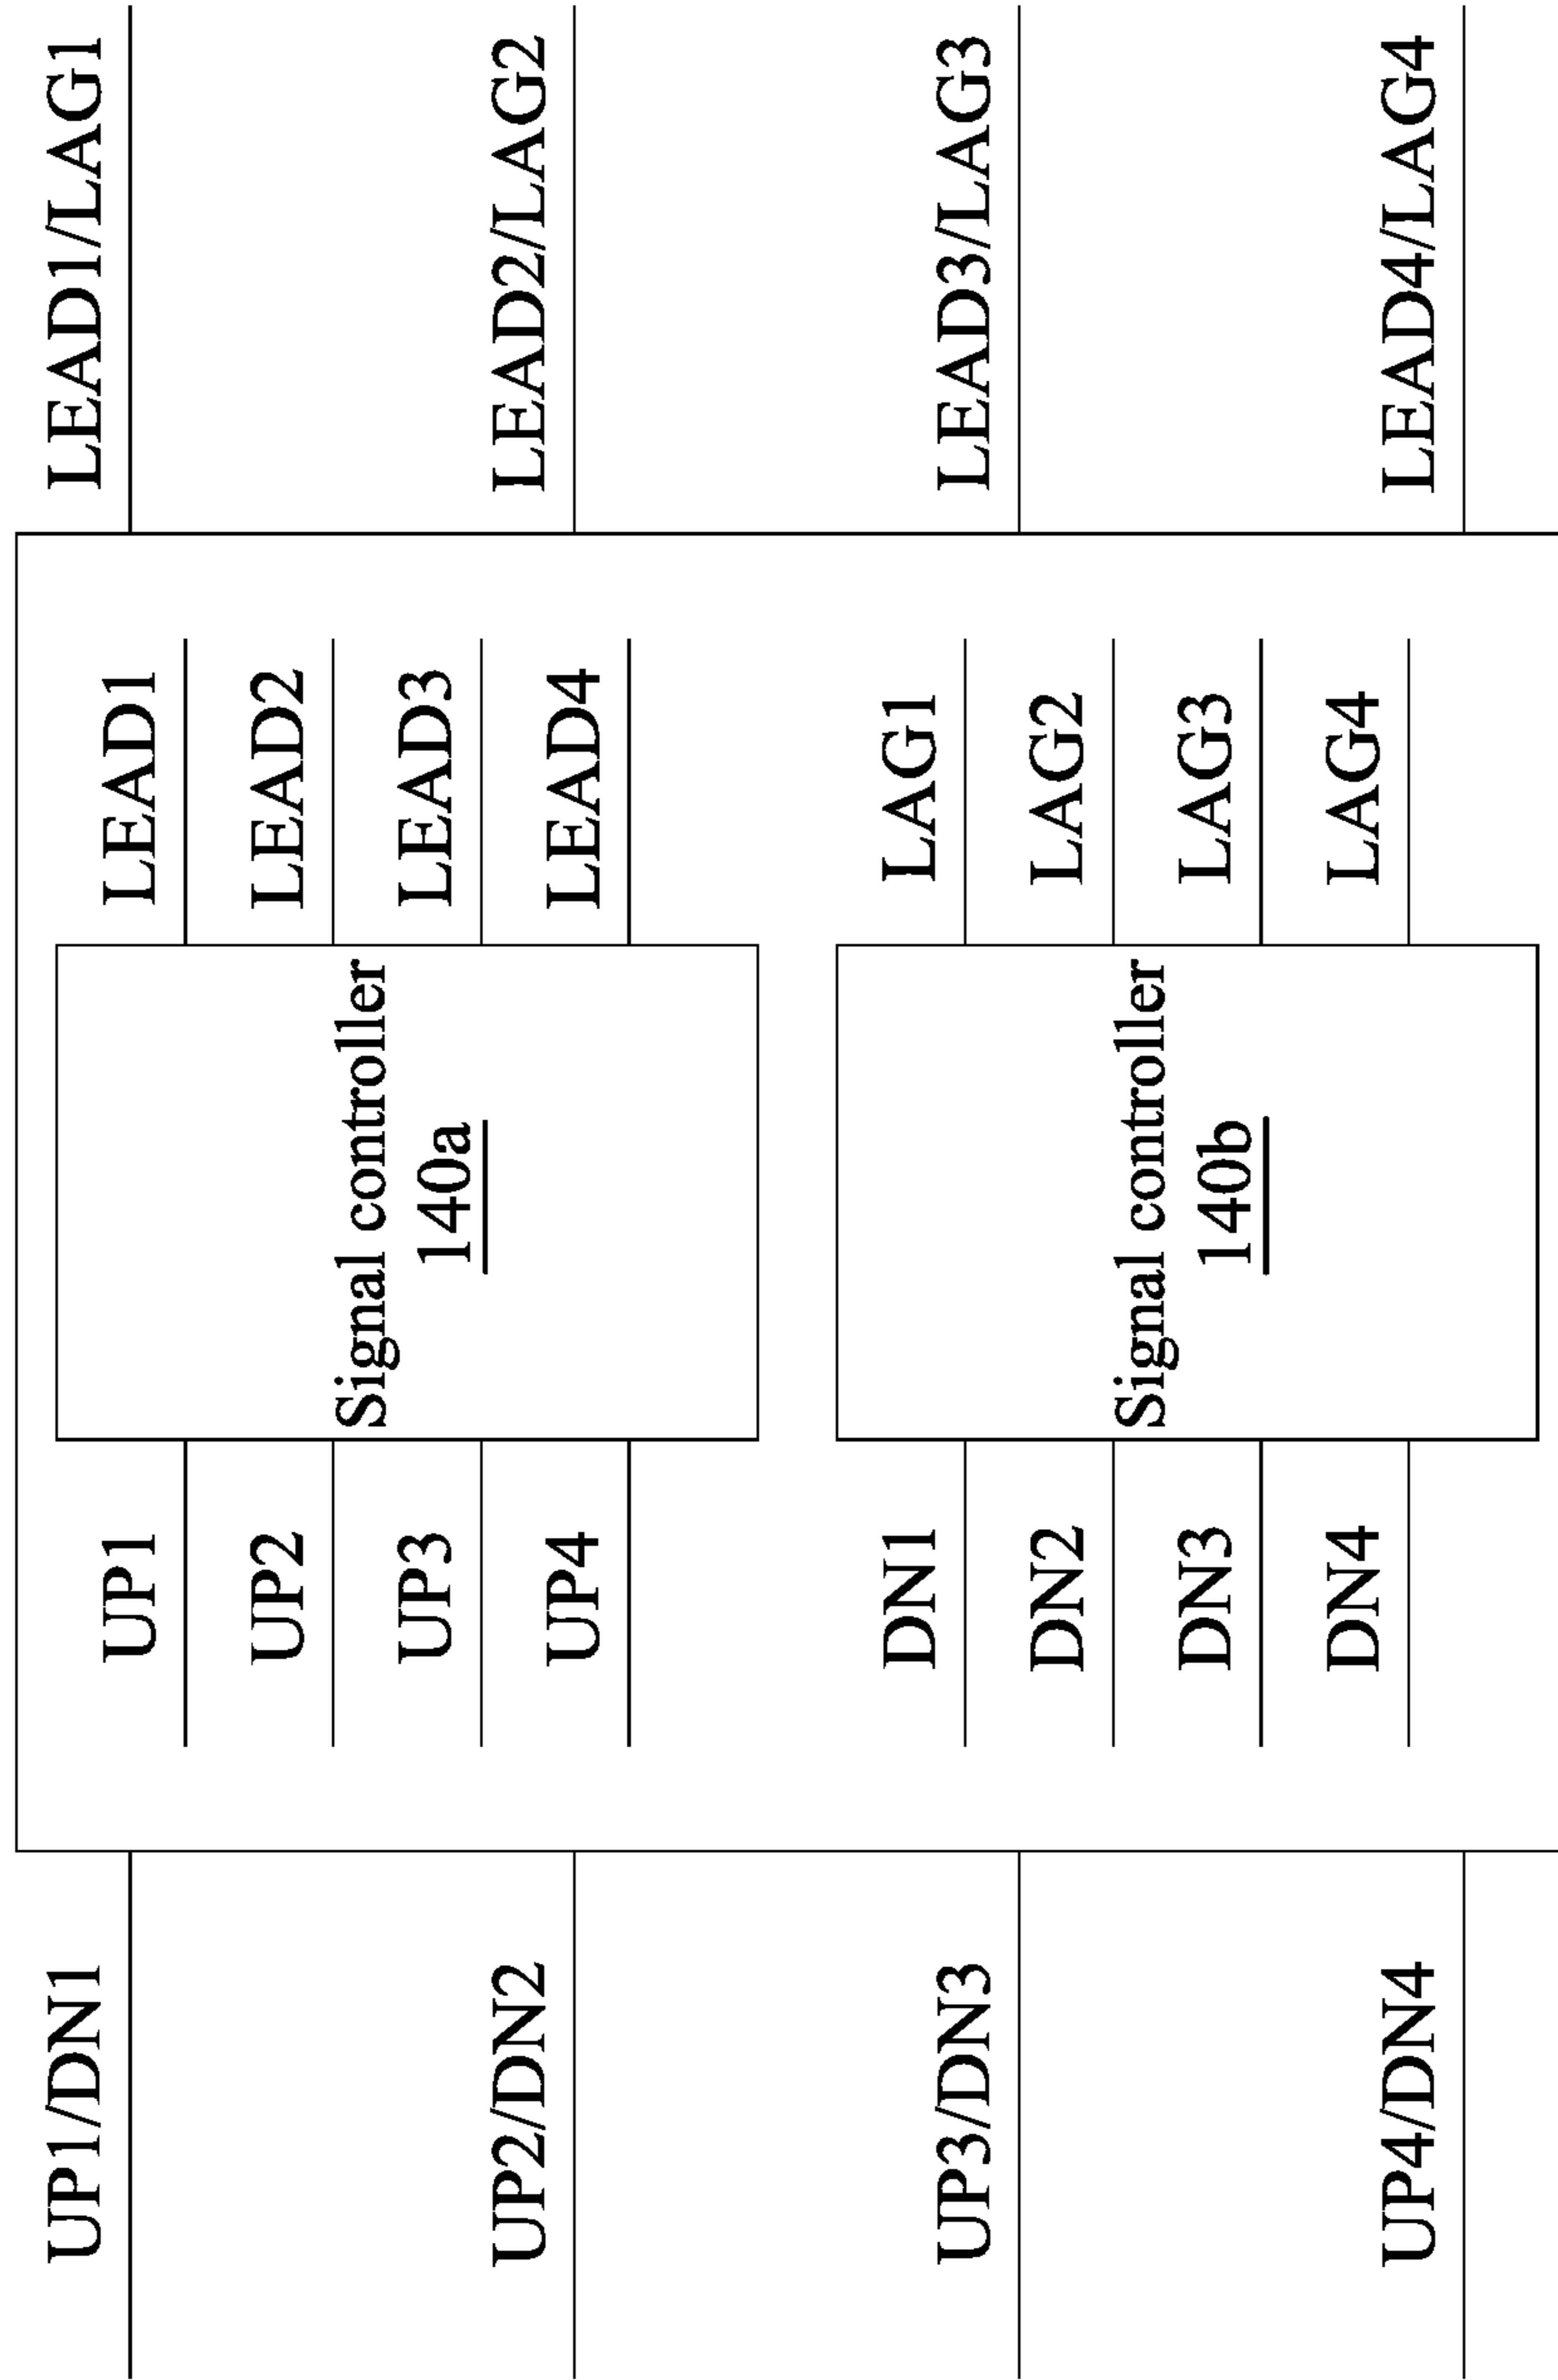 UP1/DN1
UP2/DN2
UP3/DN3
UP4/DN4
UP1
UP2
UP3
UP4
DN1
DN2
DN3
DN4
Signal controller
140a
Signal controller
140b
LEAD1
LEAD2
LEAD3
LEAD4
LAG1
LAG2
LAG3
LAG4
LEAD1/LAG1
LEAD2/LAG2
LEAD3/LAG3
LEAD4/LAG4